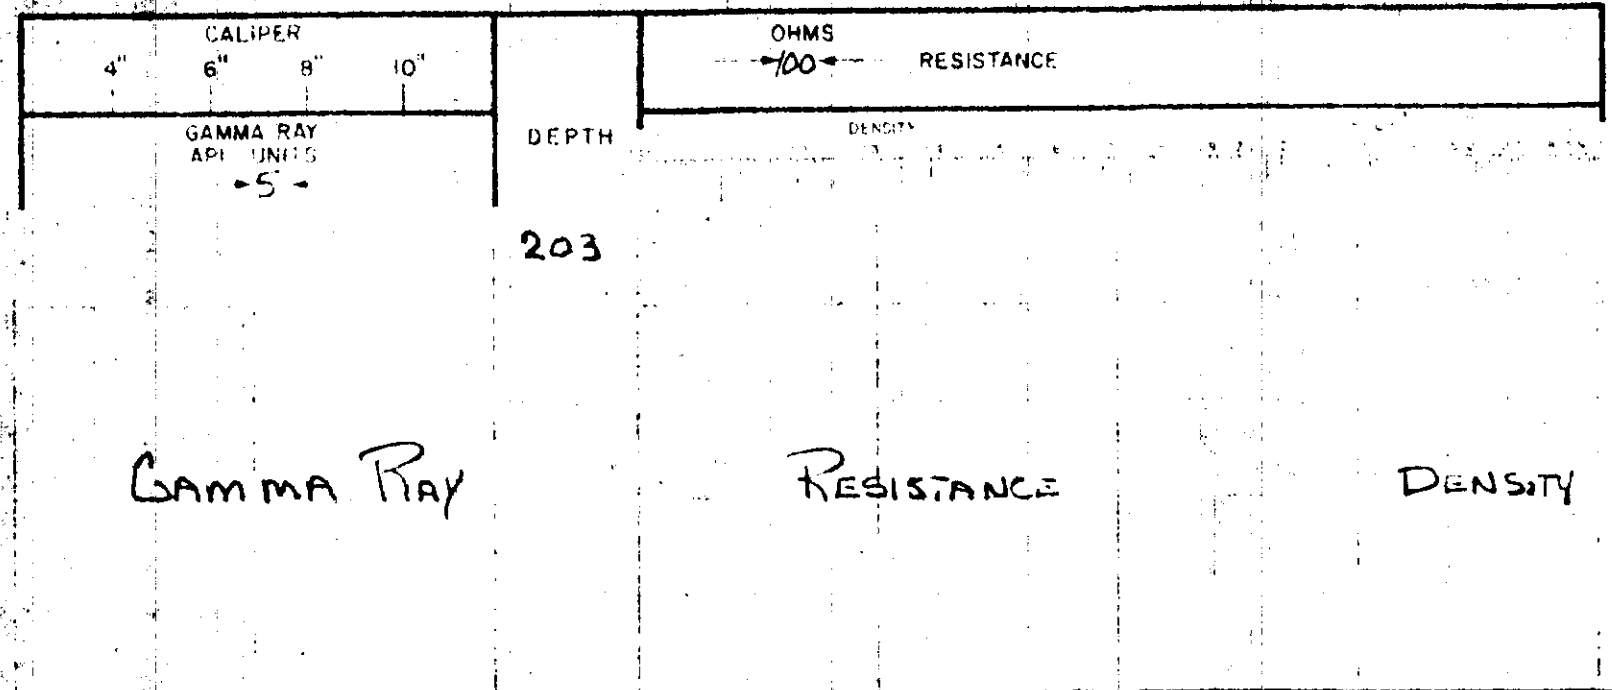 CALIPER
4" 6" 8" 10"
GAMMA RAY
API UNITS
5
DEPTH
OHMS
100
RESISTANCE
DENSITY
203
GAMMA RAY
RESISTANCE
DENSITY